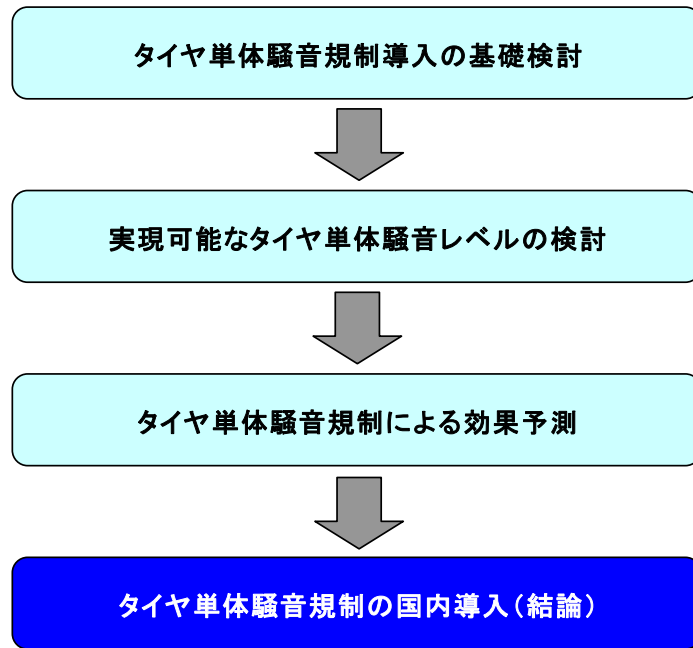 タイヤ単体騒音規制導入の基礎検討
実現可能なタイヤ単体騒音レベルの検討
タイヤ単体騒音規制による効果予測
タイヤ単体騒音規制の国内導入(結論)